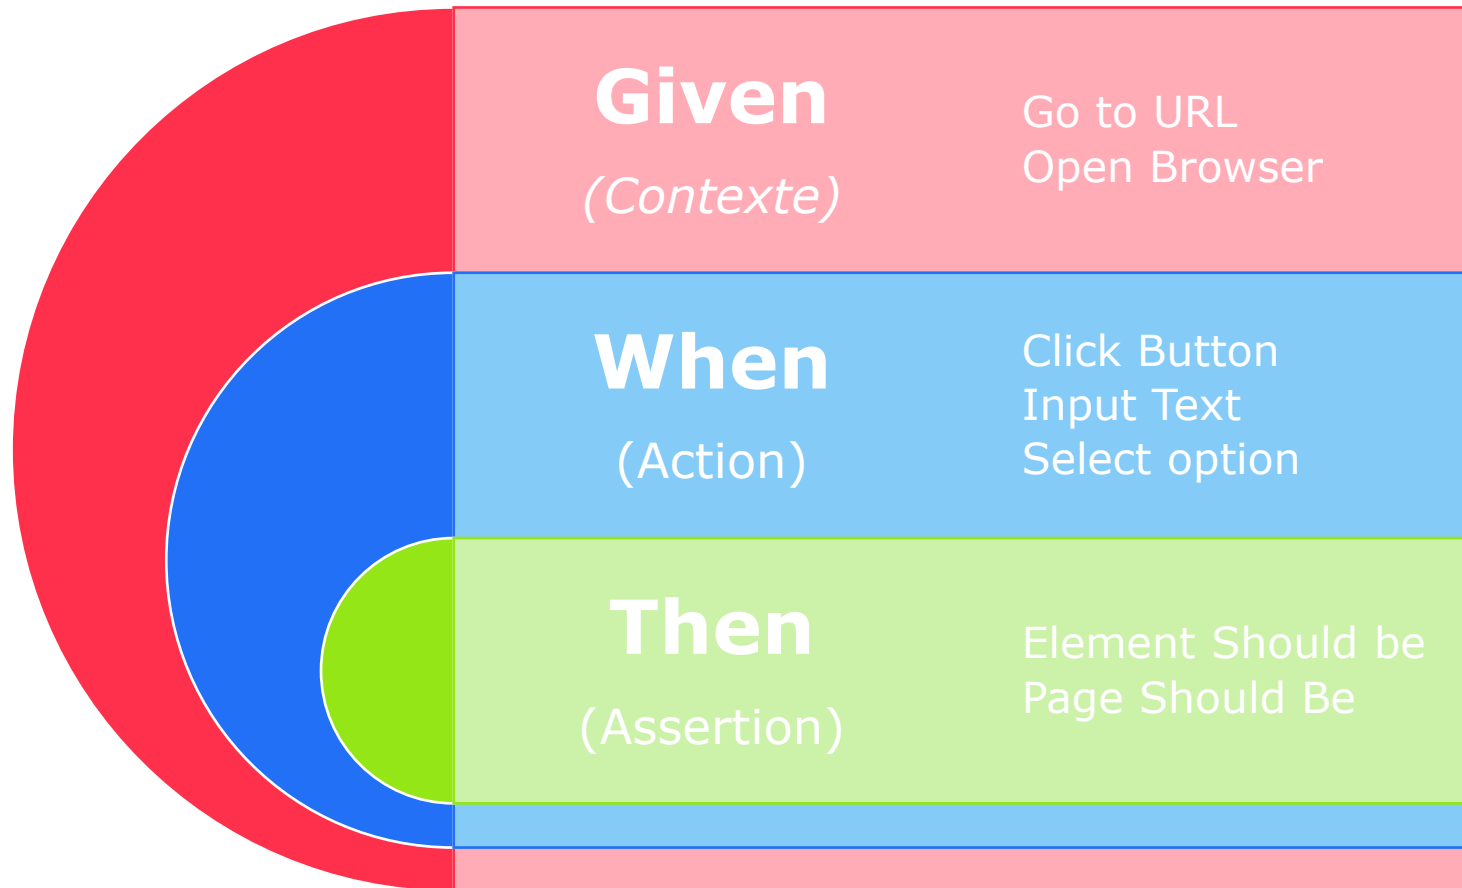 Given
(Contexte)
Go to URL
Open Browser
When
(Action)
Click Button
Input Text
Select option
Then
(Assertion)
Element Should be
Page Should Be